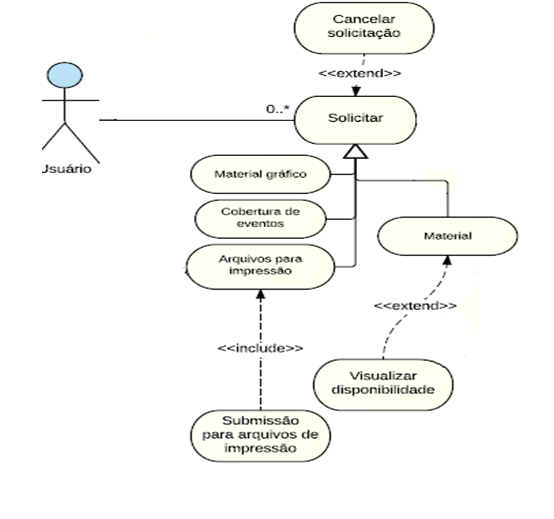 Cancelar
solicitação
<<extend>>
0..*
Solicitar
Jsuário
Material gráfico
Cobertura de
eventos
Material
Arquivos para
impressão
<<extend>>
<<include>>
Visualizar
disponibilidade
Submissão
para arquivos de
impressão